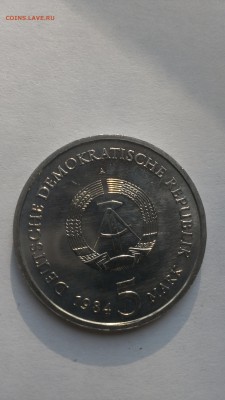 COINS.LAVE.RU
DEUTSCHE DEMOKRATISCHE REPUBLIK
A
1984 5 MARK